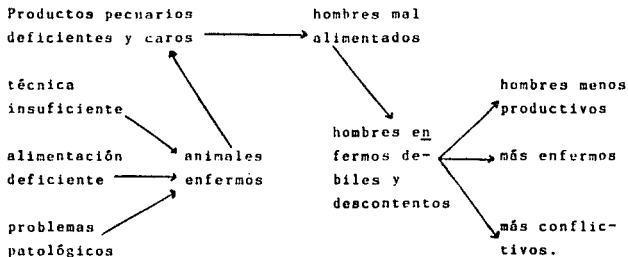 Productos pecuarios
deficientes y caros
hombres mal
alimentados
técnica
insuficiente
alimentación
deficiente
problemas
patológicos
animales
enfermos
hombres en
fermos de-
biles y
descontentos
hombres menos
productivos
más enfermos
más conflic-
tivos.